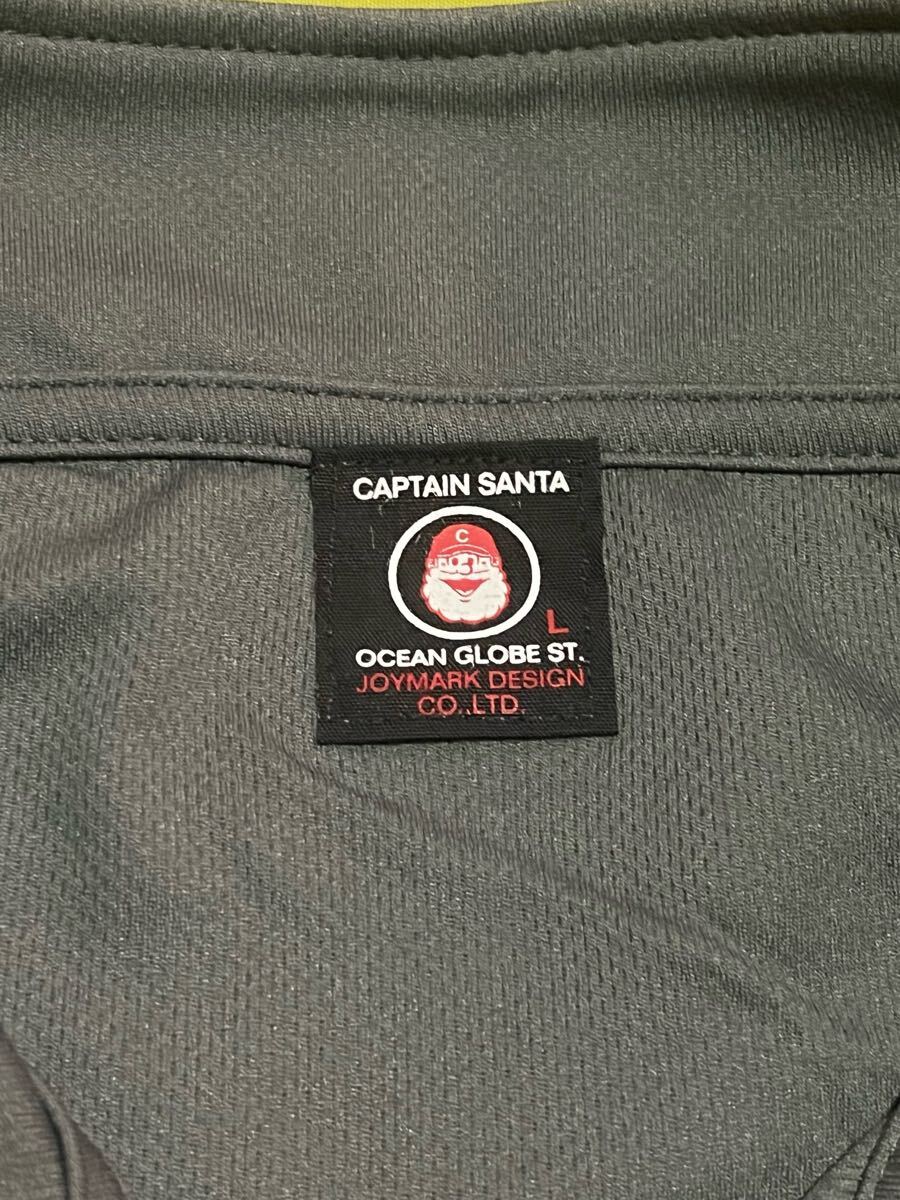 CAPTAIN SANTA
C
L
OCEAN GLOBE ST.
JOYMARK DESIGN
CO.,LTD.